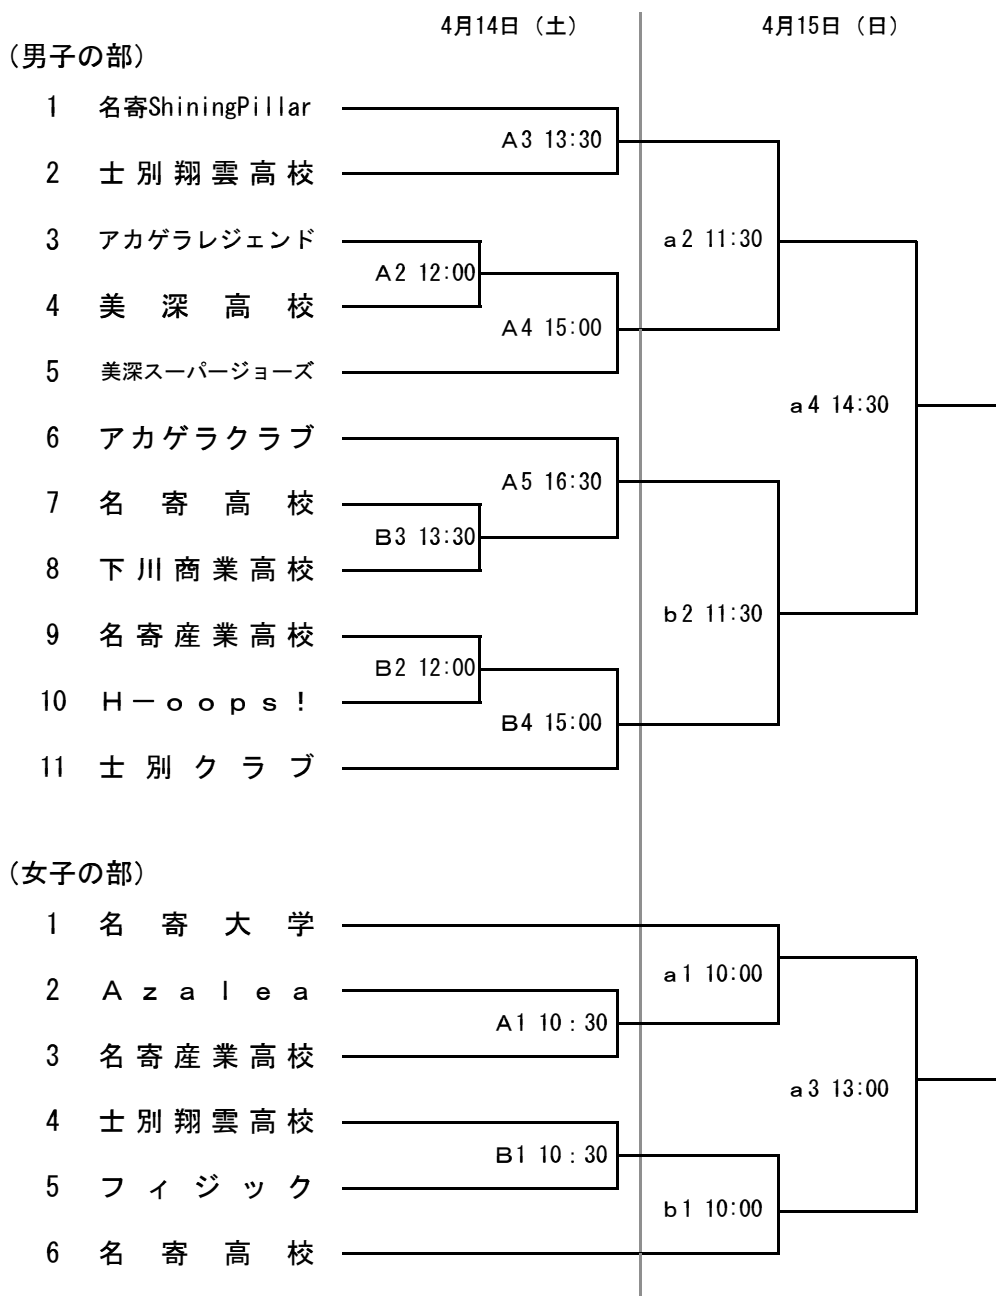 4月14日（土） 4月15日（日）
（男子の部）
1 名寄ShiningPillar
A3 13:30
2 士別翔雲高校
3 アカゲラレジェンド
a2 11:30
A2 12:00
4 美深高校
A4 15:00
5 美深スーパージョーズ
a4 14:30
6 アカゲラクラブ
A5 16:30
7 名寄高校
B3 13:30
8 下川商業高校
b2 11:30
9 名寄産業高校
B2 12:00
10 H－oops!
B4 15:00
11 士別クラブ
（女子の部）
1 名寄大学
a1 10:00
2 Azalea
A1 10：30
3 名寄産業高校
a3 13:00
4 士別翔雲高校
B1 10：30
5 フィジック
b1 10:00
6 名寄高校